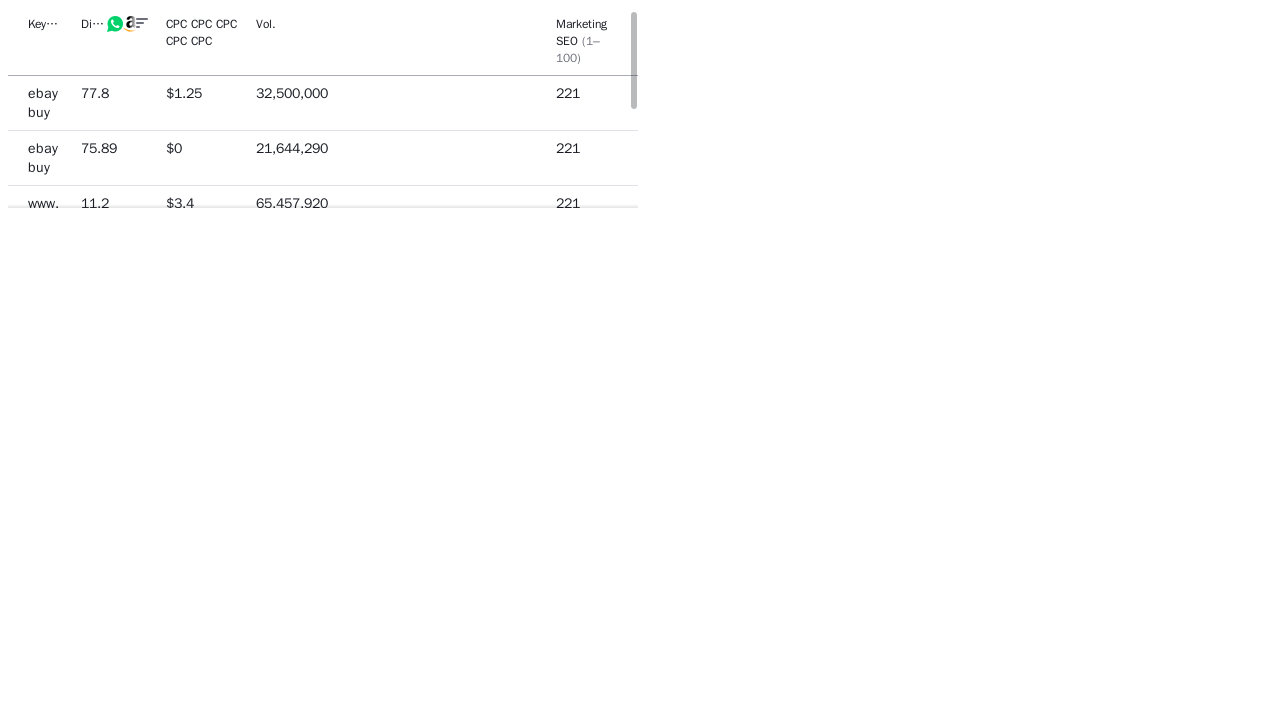 Key… Di… CPC CPC CPC Vol. Marketing
CPC CPC SEO (1–
100)
ebay 77.8 $1.25 32,500,000 221
buy
ebay 75.89 $0 21,644,290 221
buy
www. 11.2 $3.4 65,457,920 221